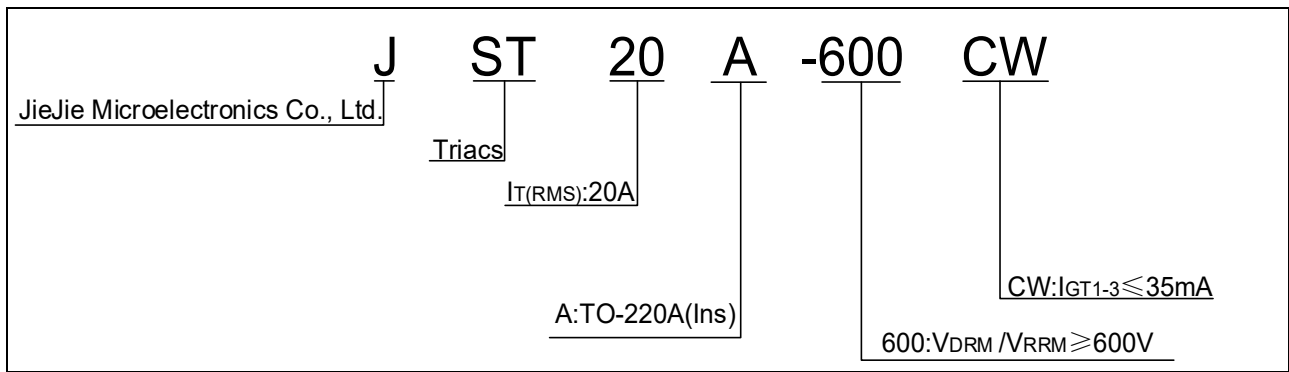 J ST 20 A -600 CW
JieJie Microelectronics Co., Ltd.
Triacs
IT(RMS):20A
CW:IGT1-3≤35mA
A:TO-220A(Ins)
600:VDRM /VRRM≥600V